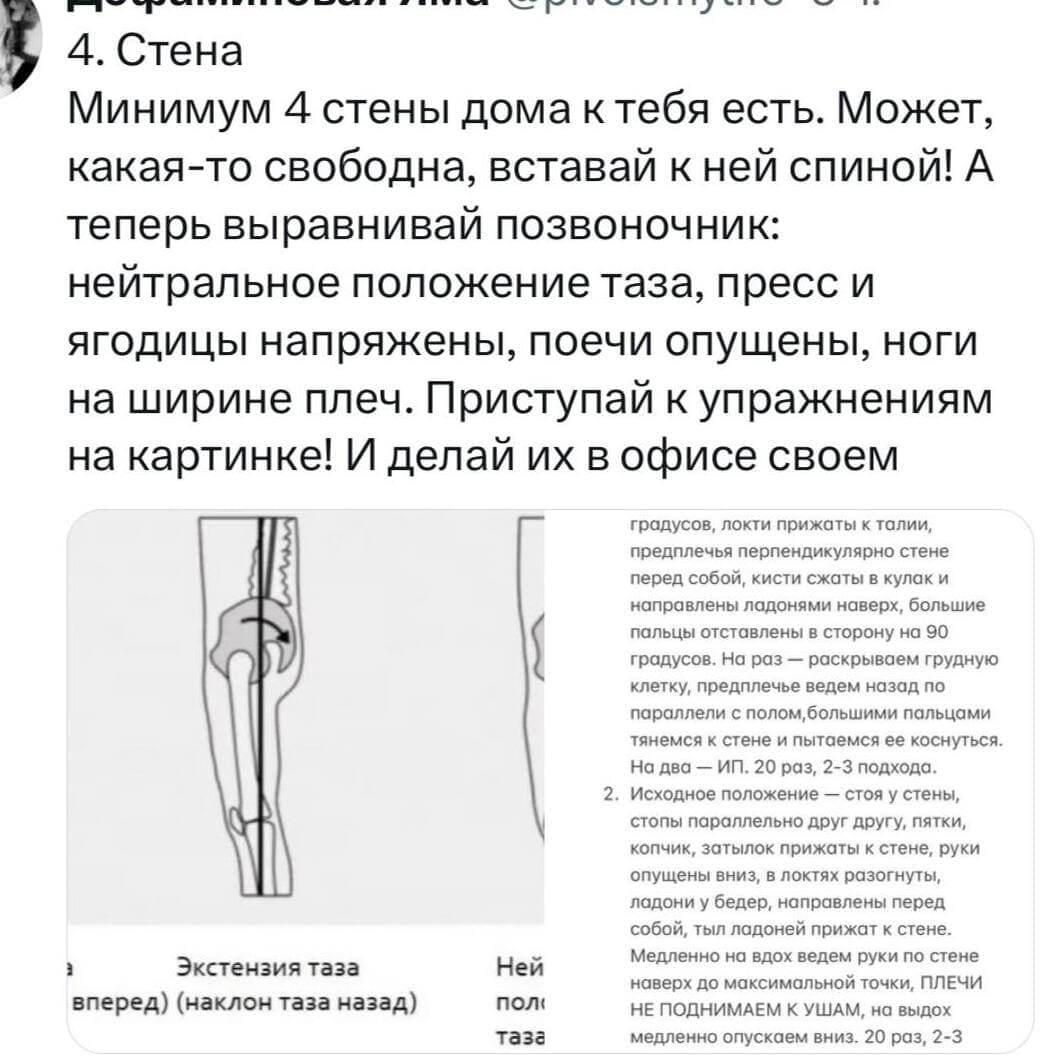 4. Стена
Минимум 4 стены дома к тебя есть. Может,
какая-то свободна, вставай к ней спиной! А
теперь выравнивай позвоночник:
нейтральное положение таза, пресс и
ягодицы напряжены, поечи опущены, ноги
на ширине плеч. Приступай к упражнениям
на картинке! И делай их в офисе своем
Экстензия таза
вперед) (наклон таза назад)
Ней
поло
таза
градусов, локти прижаты к талии,
предплечья перпендикулярно стене
перед собой, кисти сжаты в кулак и
направлены ладонями наверх, большие
пальцы отставлены в сторону на 90
градусов. На раз — раскрываем грудную
клетку, предплечье ведем назад по
параллели с полом,большими пальцами
тянемся к стене и пытаемся ее коснуться.
На два — ИП. 20 раз, 2-3 подхода.
2. Исходное положение — стоя у стены,
стопы параллельно друг другу, пятки,
копчик, затылок прижаты к стене, руки
опущены вниз, в локтях разогнуты,
ладони у бедер, направлены перед
собой, тыл ладоней прижат к стене.
Медленно на вдох ведем руки по стене
наверх до максимальной точки, ПЛЕЧИ
НЕ ПОДНИМАЕМ К УШАМ, на выдох
медленно опускаем вниз. 20 раз, 2-3